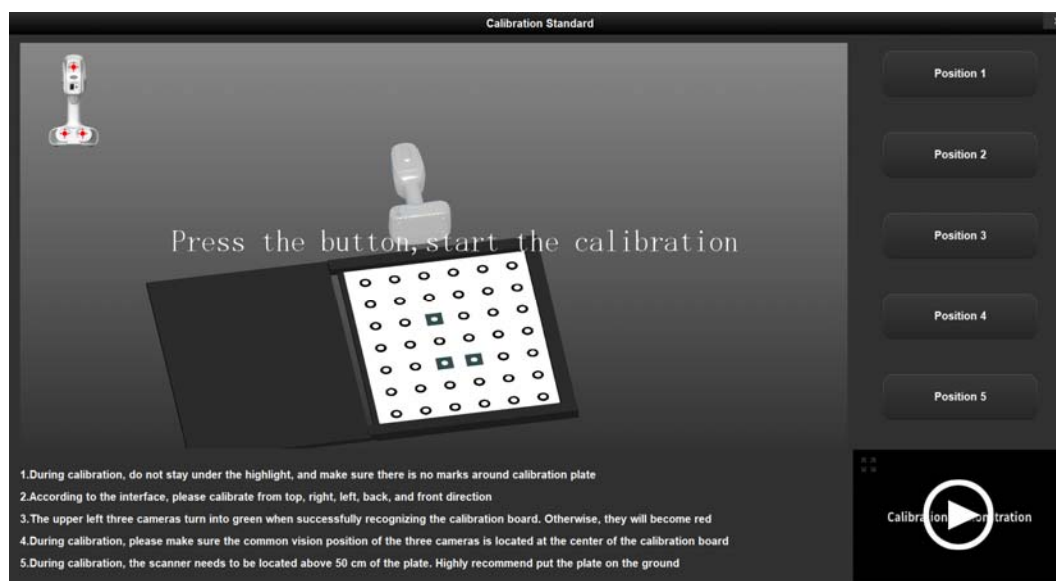 Calibration Standard
Press the button,start the calibration
Position 1
Position 2
Position 3
Position 4
Position 5
1.During calibration, do not stay under the highlight, and make sure there is no marks around calibration plate
2.According to the interface, please calibrate from top, right, left, back, and front direction
3.The upper left three cameras turn into green when successfully recognizing the calibration board. Otherwise, they will become red
4.During calibration, please make sure the common vision position of the three cameras is located at the center of the calibration board
5.During calibration, the scanner needs to be located above 50 cm of the plate. Highly recommend put the plate on the ground
Calibration